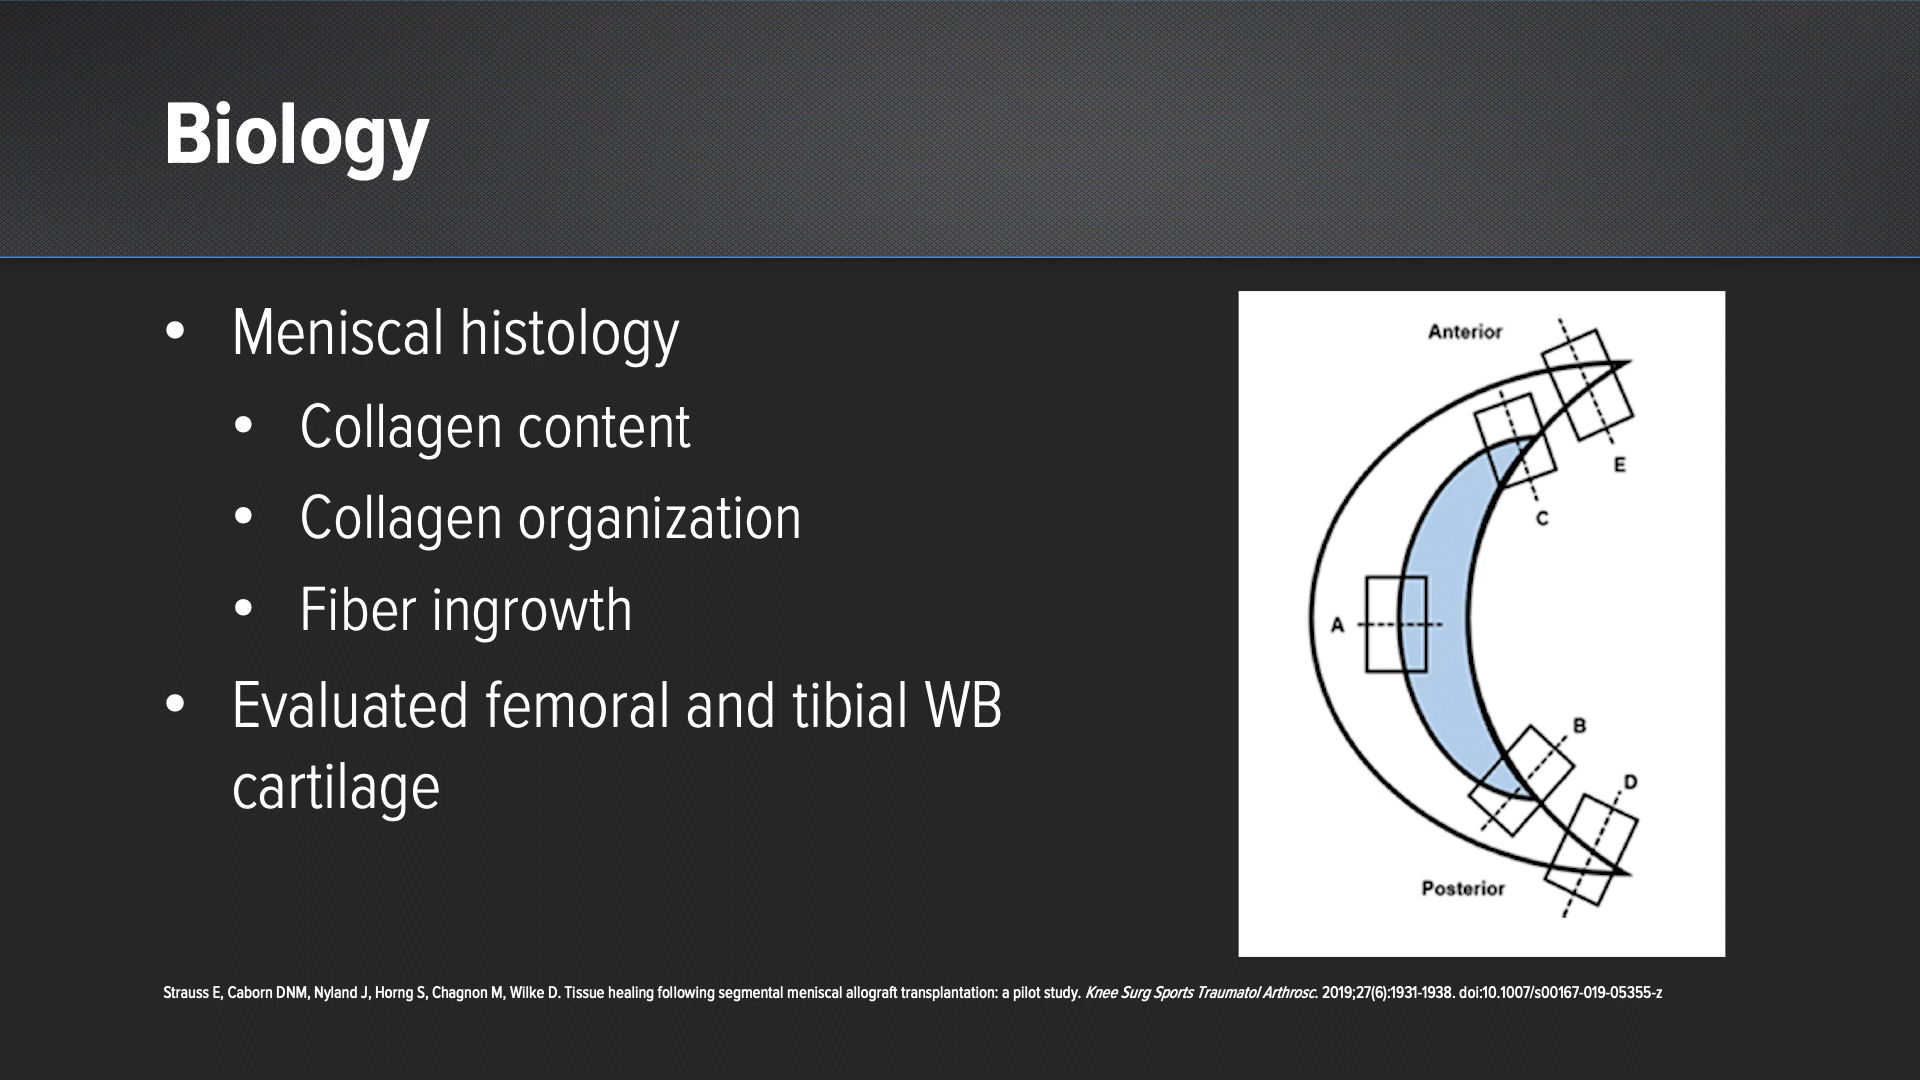 Biology
• Meniscal histology
• Collagen content
• Collagen organization
• Fiber ingrowth
• Evaluated femoral and tibial WB
cartilage
Anterior
E
C
A
B
D
Posterior
Strauss E, Caborn DNM, Nyland J, Horng S, Chagnon M, Wilke D. Tissue healing following segmental meniscal allograft transplantation: a pilot study. Knee Surg Sports Traumatol Arthrosc. 2019;27(6):1931-1938. doi:10.1007/s00167-019-05355-z